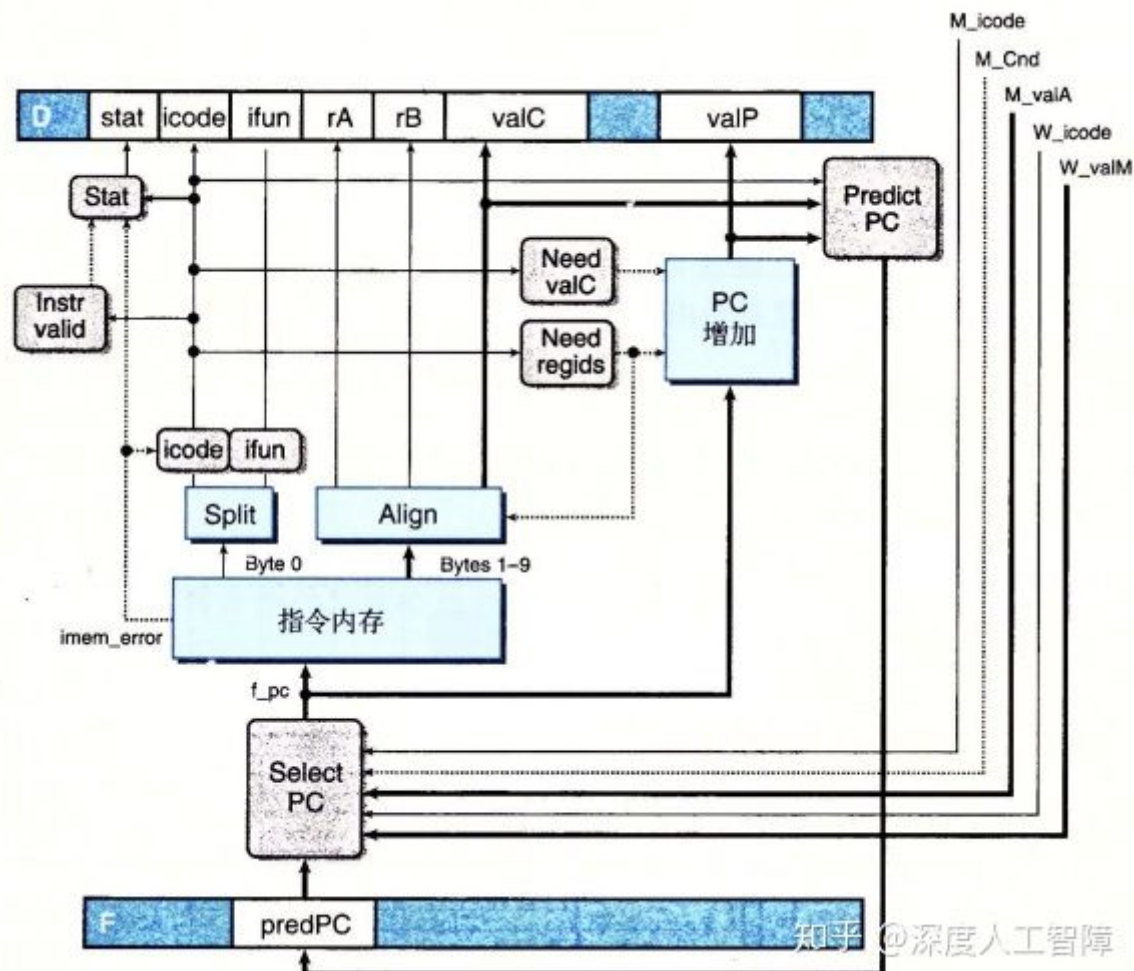 M_icode
M_Cnd
M_valA
W_icode
W_valM
D stat icode ifun rA rB valC valP
Stat
Predict
PC
Need
valC
Instr
valid
PC
增加
Need
regids
icode ifun
Split
Align
Byte 0
Bytes 1–9
指令内存
imem_error
f_pc
Select
PC
F predPC
知乎 @深度人工智障